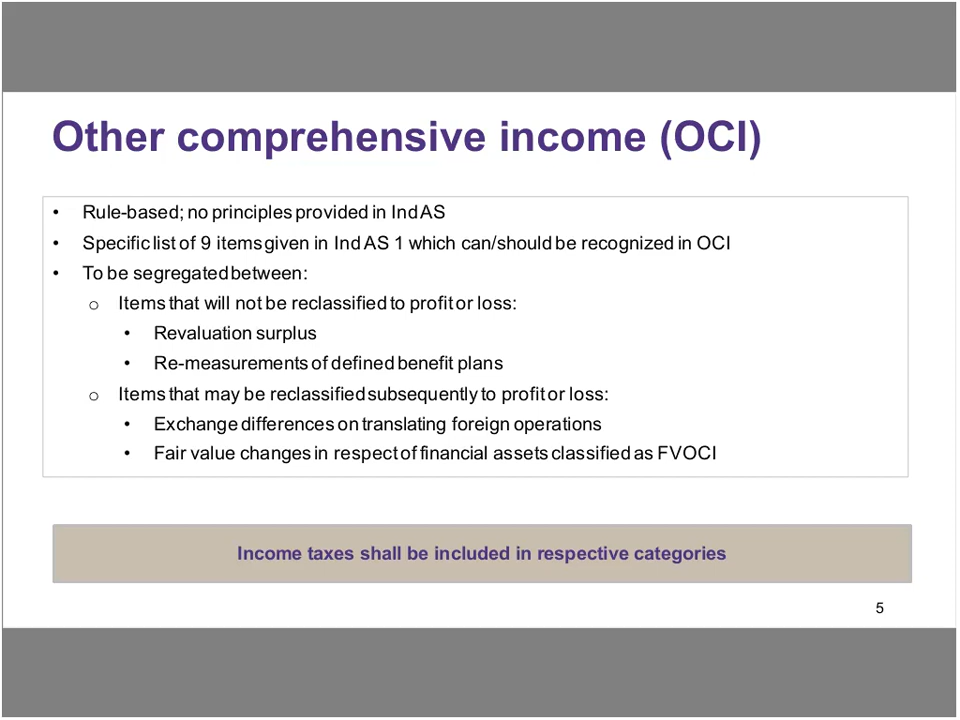 Other comprehensive income (OCI)
• Rule-based; no principles provided in Ind AS
• Specific list of 9 items given in Ind AS 1 which can/should be recognized in OCI
• To be segregated between:
o Items that will not be reclassified to profit or loss:
• Revaluation surplus
• Re-measurements of defined benefit plans
o Items that may be reclassified subsequently to profit or loss:
• Exchange differences on translating foreign operations
• Fair value changes in respect of financial assets classified as FVOCI
Income taxes shall be included in respective categories
5